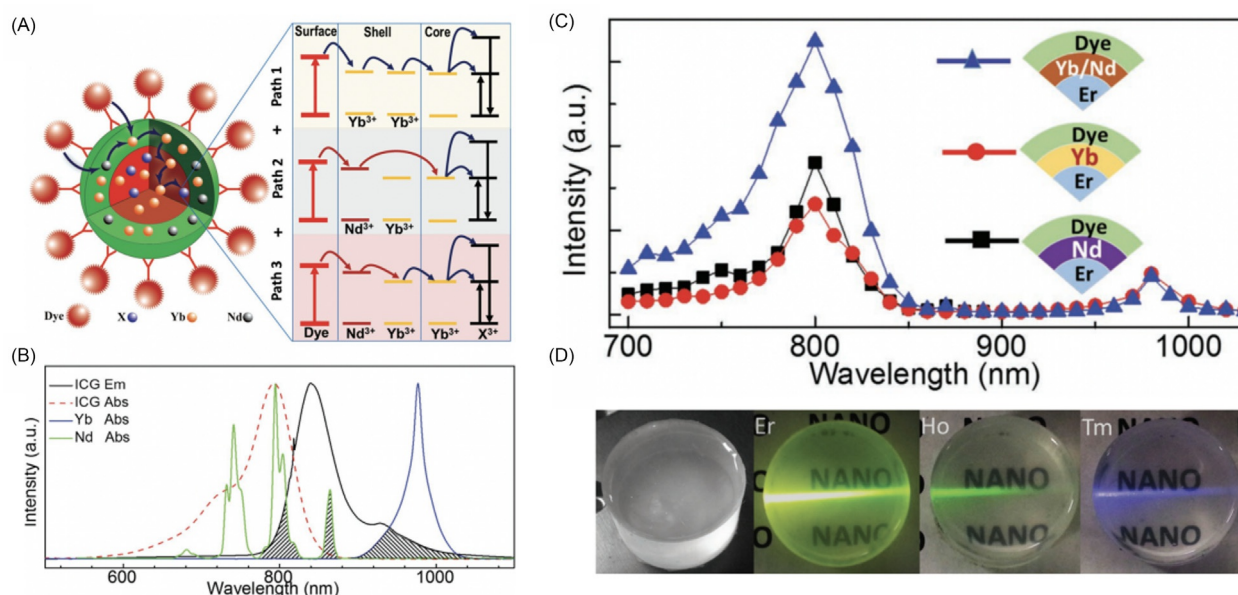 (A)
Surface Shell Core
Path 1
Yb³⁺ Yb³⁺
+
Path 2
Nd³⁺ Yb³⁺
+
Path 3
Dye Nd³⁺ Yb³⁺ Yb³⁺ X³⁺
Dye X Yb Nd
(B)
ICG Em
ICG Abs
Yb Abs
Nd Abs
Intensity (a.u.)
600 800 1000
Wavelength (nm)
(C)
Dye
Yb/Nd
Er
Dye
Yb
Er
Dye
Nd
Er
Intensity (a.u.)
700 800 900 1000
Wavelength (nm)
(D)
Er Ho Tm
NANO NANO NANO
NANO NANO NANO
NANO NANO NANO